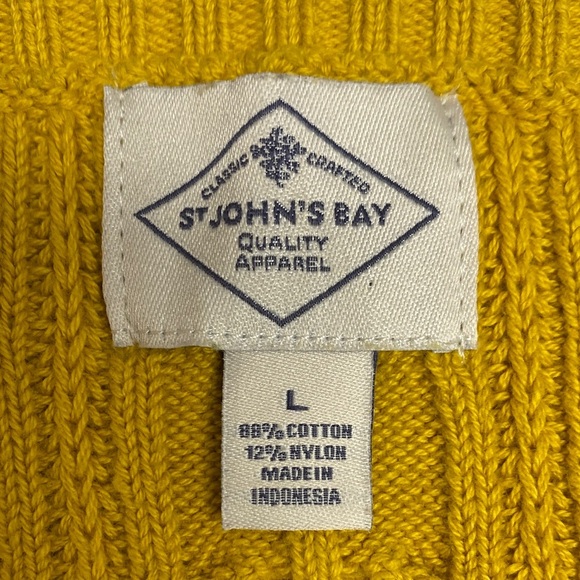 CLASSIC & CRAFTED
ST JOHN'S BAY
QUALITY
APPAREL
L
88% COTTON
12% NYLON
MADE IN
INDONESIA